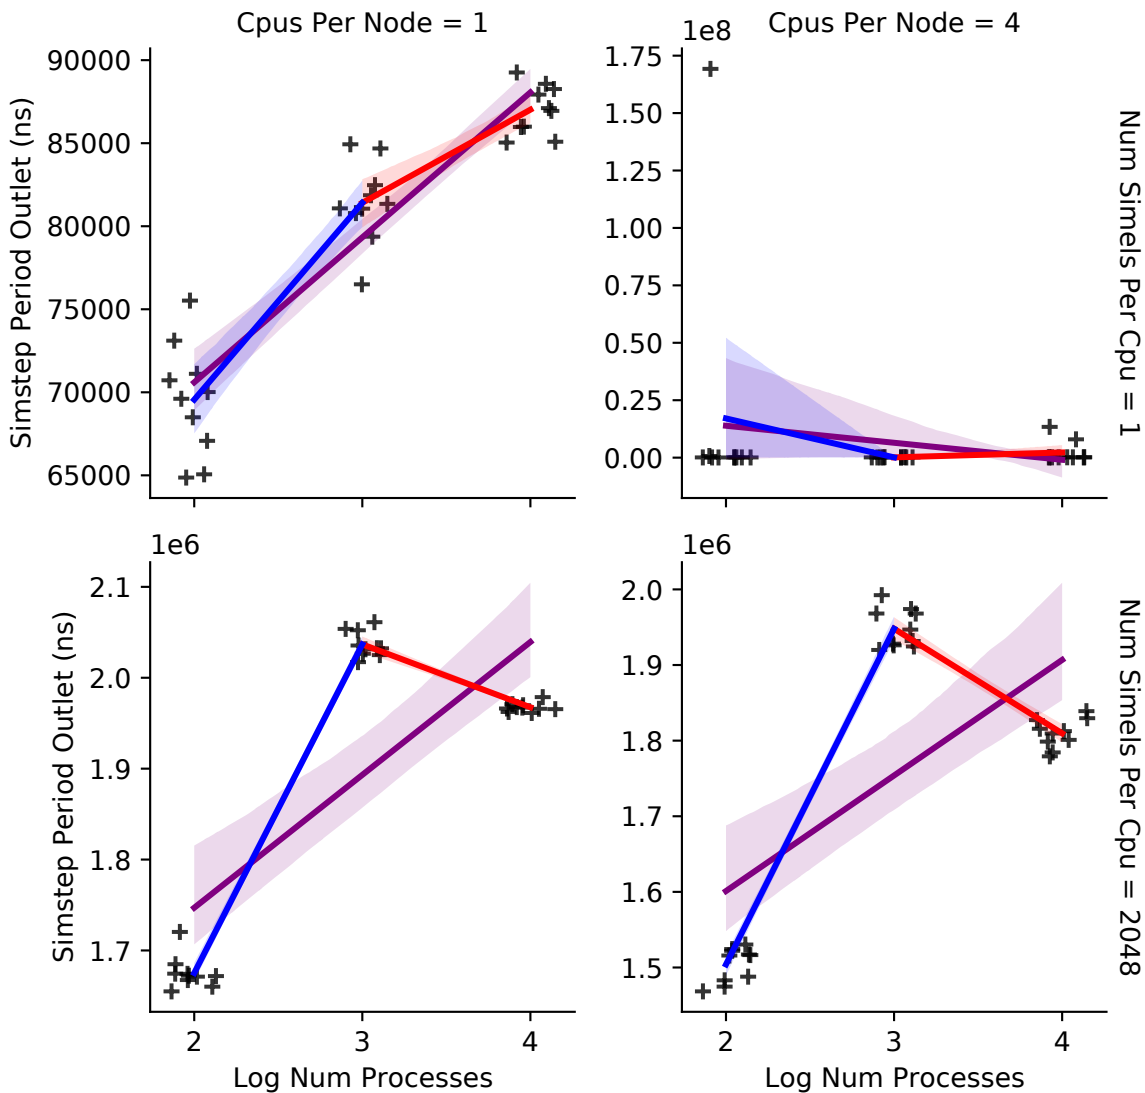 Cpus Per Node = 1
Cpus Per Node = 4
1e8
90000
85000
80000
75000
70000
65000
Simstep Period Outlet (ns)
1.75
1.50
1.25
1.00
0.75
0.50
0.25
0.00
Num Simels Per Cpu = 1
1e6
2.1
2.0
1.9
1.8
1.7
Simstep Period Outlet (ns)
2
3
4
Log Num Processes
1e6
2.0
1.9
1.8
1.7
1.6
1.5
2
3
4
Log Num Processes
Num Simels Per Cpu = 2048